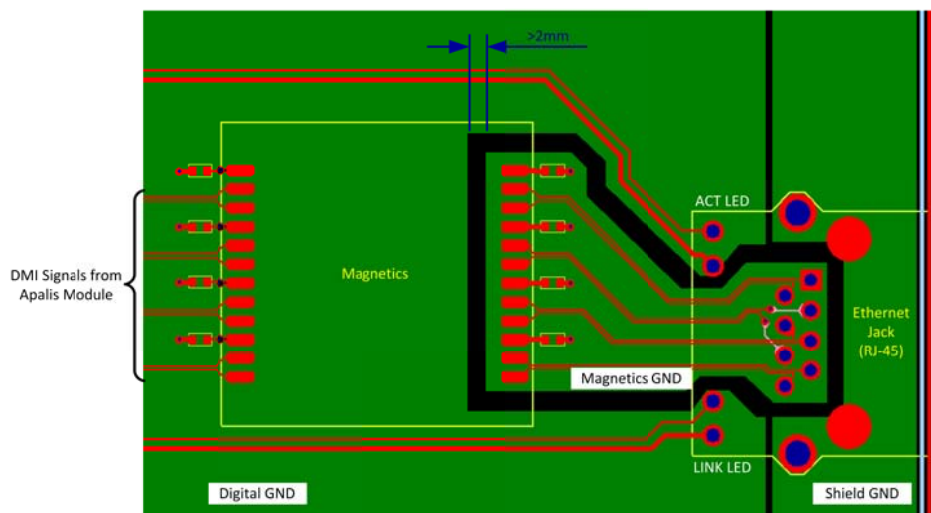 >2mm
ACT LED
DMI Signals from
Apalis Module
Magnetics
Ethernet
Jack
(RJ-45)
Magnetics GND
LINK LED
Digital GND
Shield GND